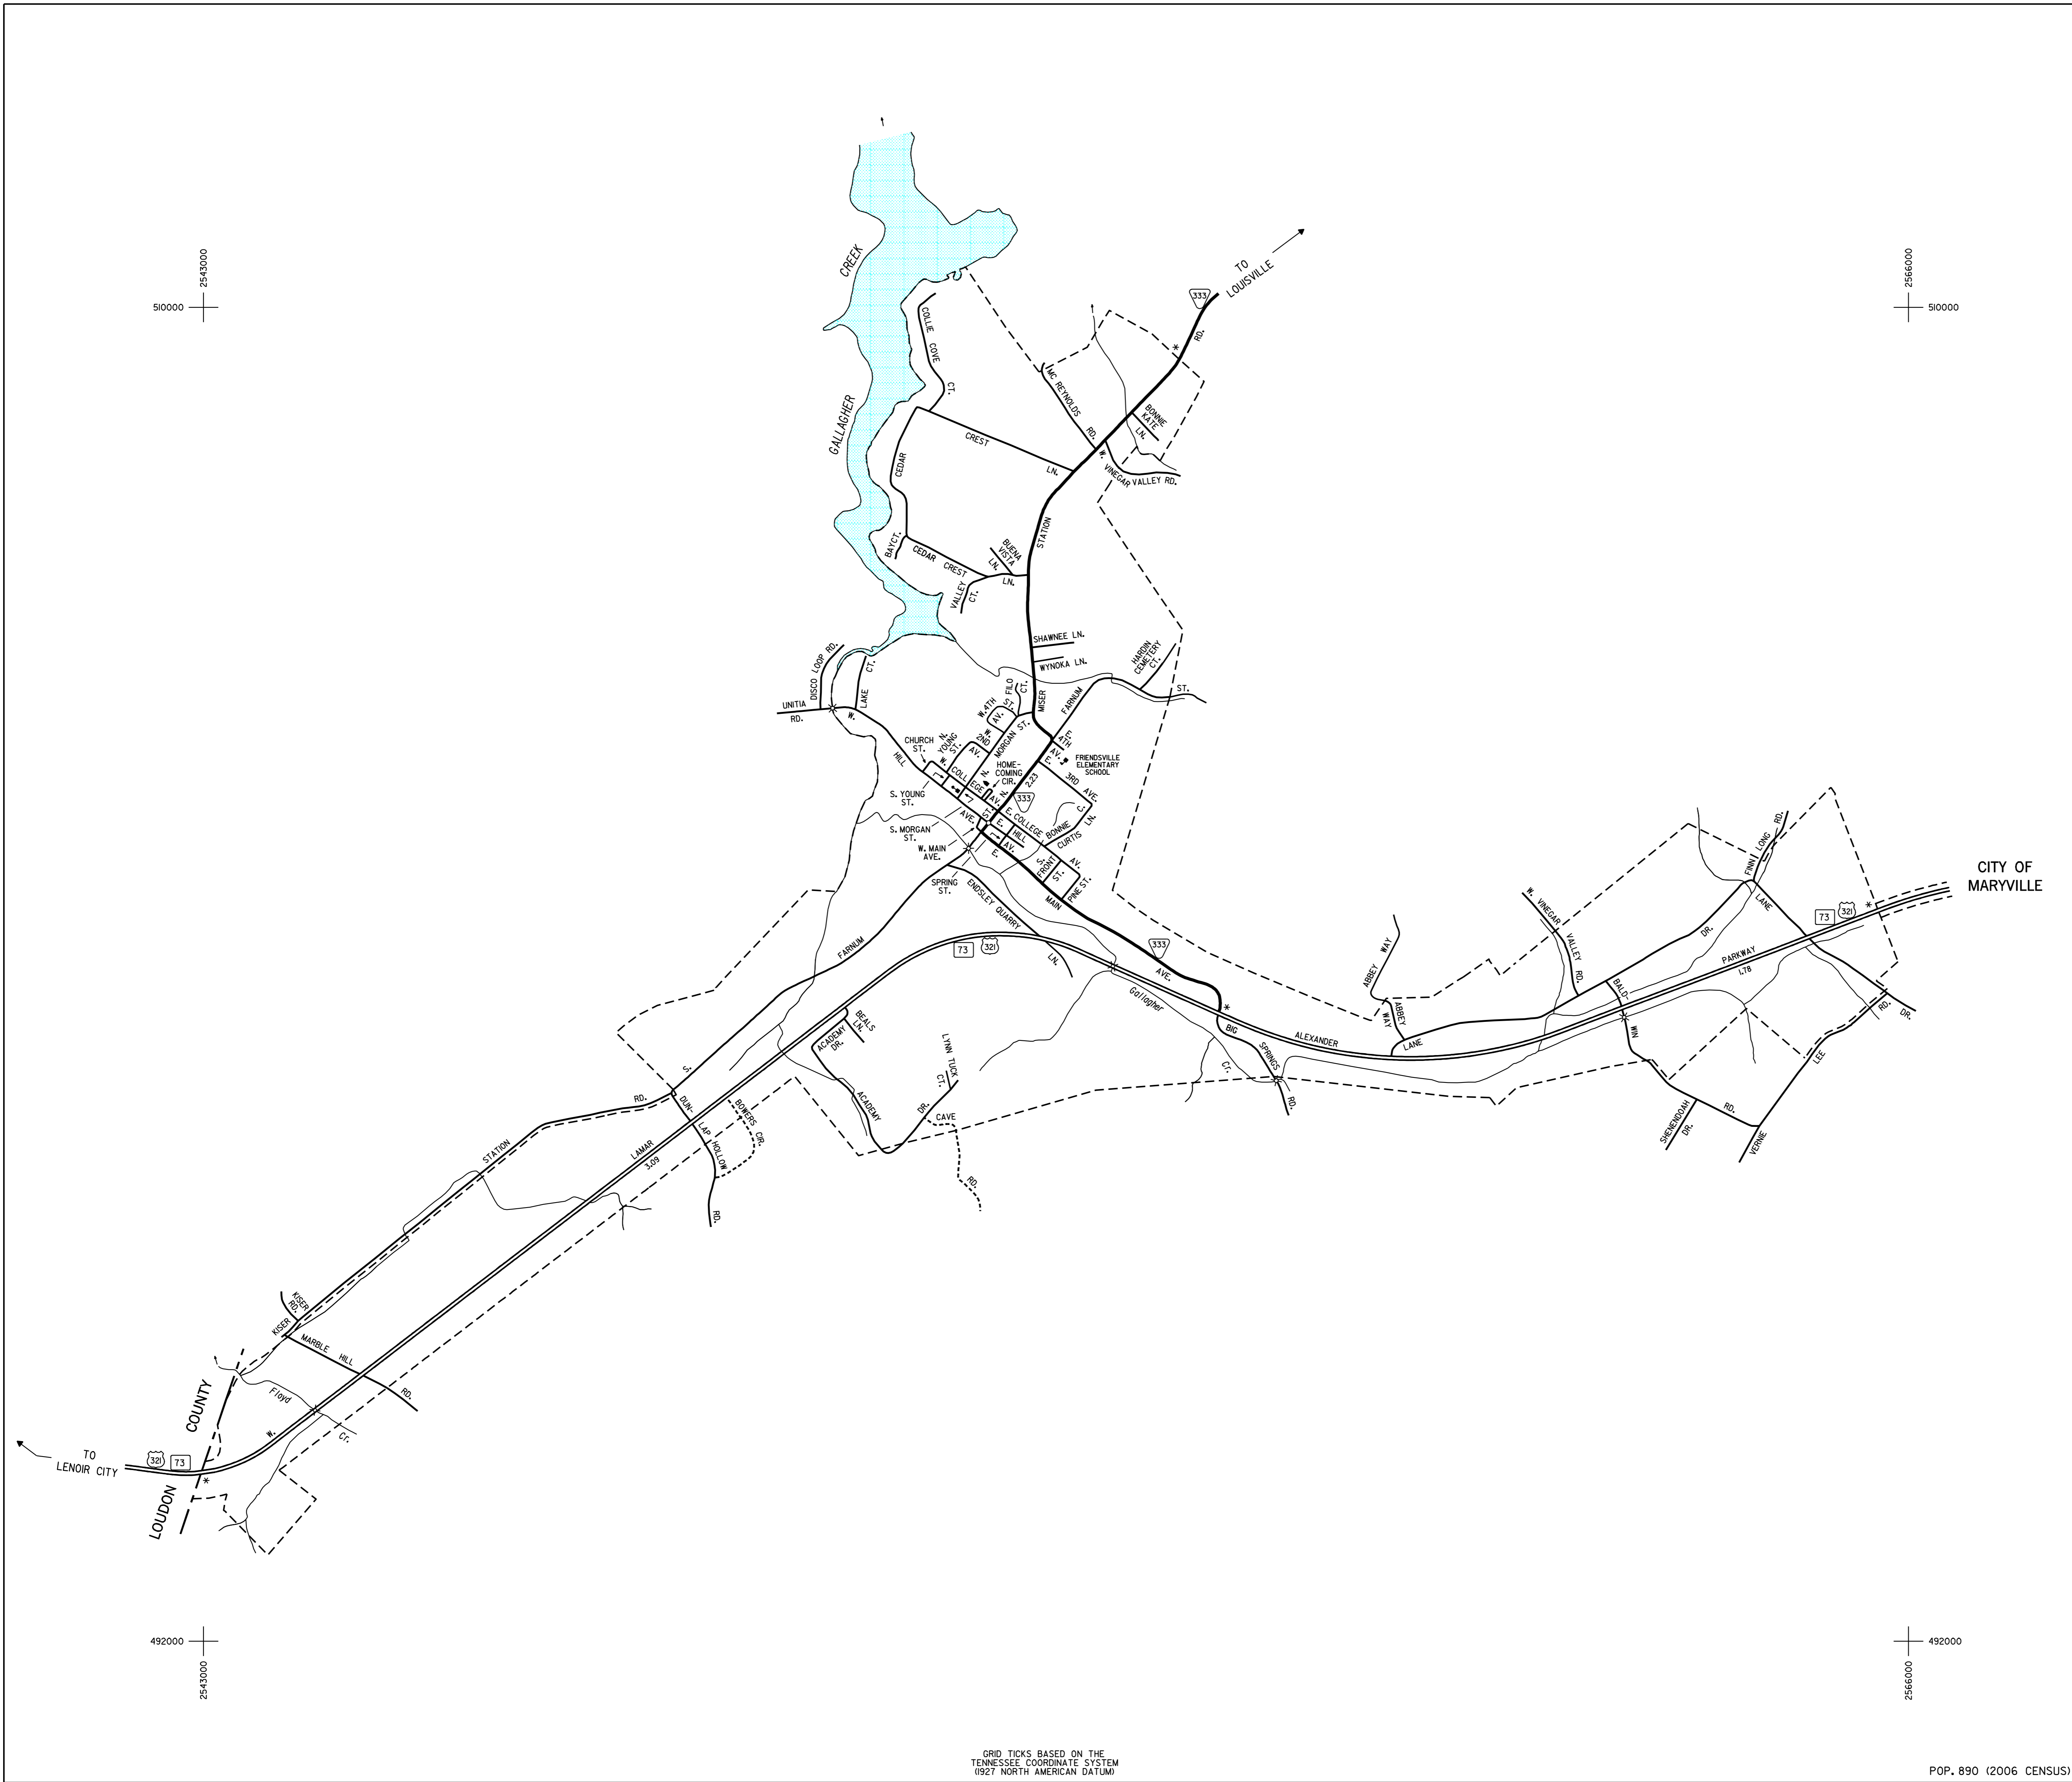 2543000
2566000
510000
510000
CREEK
GALLAGHER
TO
LOUISVILLE
333
RD.
COLLIE COVE CT.
MC REYNOLDS RD.
BONNIE
KATE
LN.
CREST LN.
CEDAR
W. VINEGAR VALLEY RD.
STATION
BAY CT.
CEDAR CREST LN.
BUENA
VISTA
LN.
VALLEY
CT.
SHAWNEE LN.
WYNOKA LN.
HARDIN
CEMETERY
CT.
ST.
DISCO LOOP RD.
LAKE CT.
UNITIA
RD.
W. HILL AVE.
FILO
CT.
MISER
FARNUM
W. 4TH
AV.
ST.
W. 2ND
AV.
N. MORGAN ST.
CHURCH
ST.
N.
YOUNG
ST.
E.
4TH
AV.
FRIENDSVILLE
ELEMENTARY
SCHOOL
HOME-
COMING
CIR.
W. COLLEGE AV.
N.
2.23
333
E. 3RD AVE.
S. YOUNG
ST.
S. MORGAN
ST.
W. MAIN
AVE.
ST.
E. COLLEGE AV.
BONNIE C.
CURTIS LN.
E. HILL AV.
S.
FRONT
ST.
PINE ST.
SPRING
ST.
E. MAIN AVE.
ENDSLEY QUARRY LN.
FARNUM
73
321
333
Gallagher
Cr.
ABBEY WAY
ABBEY
WAY
W. VINEGAR VALLEY RD.
FINN LONG RD.
CITY OF
MARYVILLE
73
321
LANE DR.
DR.
PARKWAY
1.78
BALD-
WIN
RD.
ALEXANDER
LANE
BIG SPRINGS RD.
BEALS
LN.
ACADEMY
DR.
ACADEMY DR.
LYNN TUCK
CT.
CAVE RD.
S.
RD.
STATION
DUN-
LAP HOLLOW RD.
BOWERS CIR.
LAMAR
3.09
SHENENDOAH
DR.
VERNIE LEE RD.
KISER
RD.
KISER
MARBLE HILL RD.
Floyd
Cr.
W.
LOUDON COUNTY
TO
LENOIR CITY
321
73
492000
492000
2543000
2566000
GRID TICKS BASED ON THE
TENNESSEE COORDINATE SYSTEM
(1927 NORTH AMERICAN DATUM)
POP. 890 (2006 CENSUS)